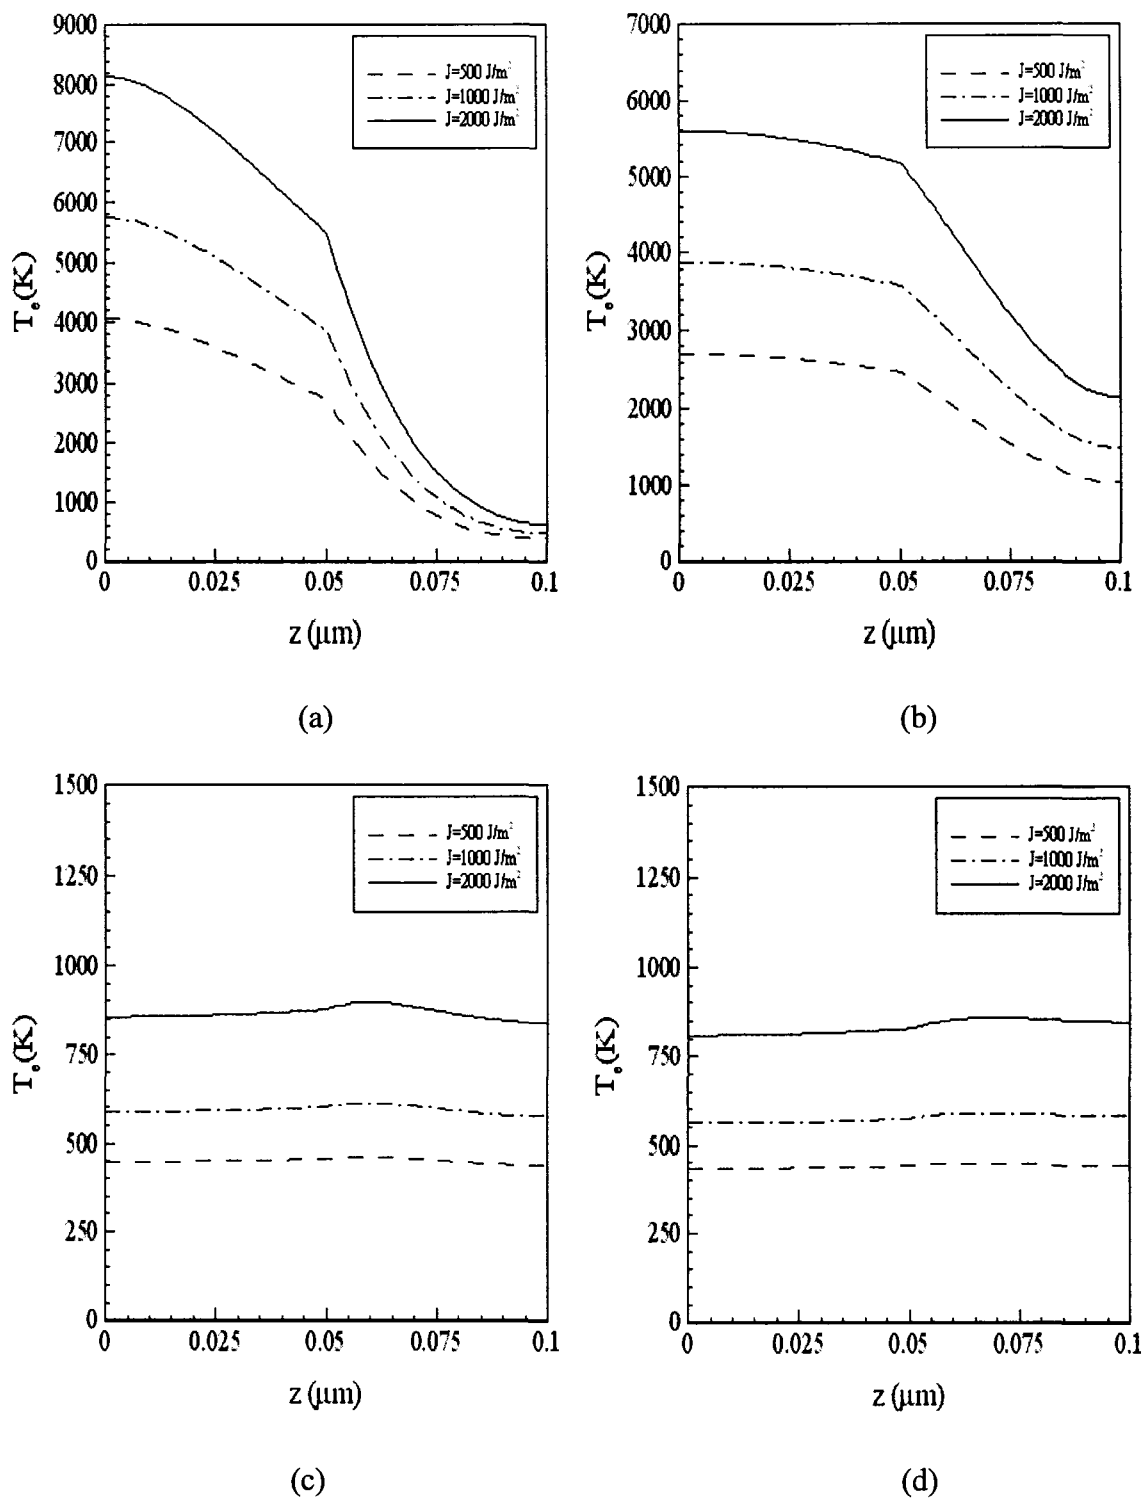 9000
8000
7000
6000
5000
4000
3000
2000
1000
0
T_e (K)
J=500 J/m²
J=1000 J/m²
J=2000 J/m²
0 0.025 0.05 0.075 0.1
z (μm)
(a)
7000
6000
5000
4000
3000
2000
1000
0
T_e (K)
J=500 J/m²
J=1000 J/m²
J=2000 J/m²
0 0.025 0.05 0.075 0.1
z (μm)
(b)
1500
1250
1000
750
500
250
0
T_e (K)
J=500 J/m²
J=1000 J/m²
J=2000 J/m²
0 0.025 0.05 0.075 0.1
z (μm)
(c)
1500
1250
1000
750
500
250
0
T_e (K)
J=500 J/m²
J=1000 J/m²
J=2000 J/m²
0 0.025 0.05 0.075 0.1
z (μm)
(d)